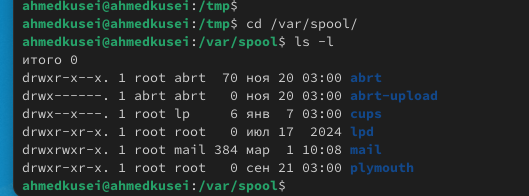 ahmedkusei@ahmedkusei:/tmp$
ahmedkusei@ahmedkusei:/tmp$ cd /var/spool/
ahmedkusei@ahmedkusei:/var/spool$ ls -l
итого 0
drwxr-x--x. 1 root abrt  70 ноя 20 03:00 abrt
drwx------. 1 abrt abrt   0 ноя 20 03:00 abrt-upload
drwx--x---. 1 root lp     6 янв  7 03:00 cups
drwxr-xr-x. 1 root root   0 июл 17  2024 lpd
drwxrwxr-x. 1 root mail 384 мар  1 10:08 mail
drwxr-xr-x. 1 root root   0 сен 21 03:00 plymouth
ahmedkusei@ahmedkusei:/var/spool$